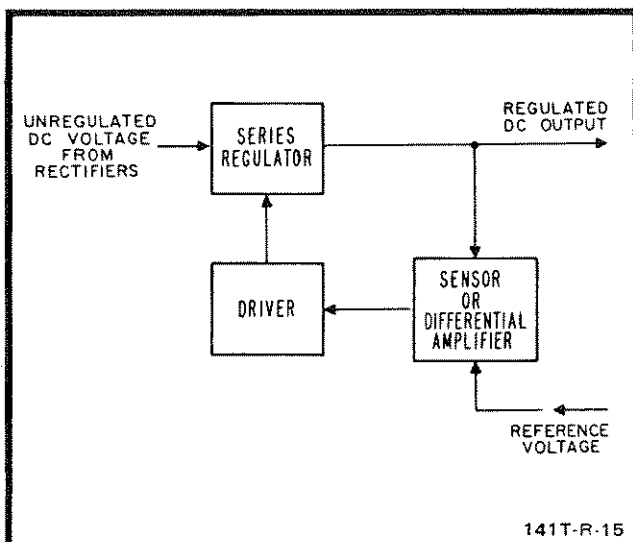 UNREGULATED
DC VOLTAGE
FROM
RECTIFIERS
SERIES
REGULATOR
REGULATED
DC OUTPUT
DRIVER
SENSOR
OR
DIFFERENTIAL
AMPLIFIER
REFERENCE
VOLTAGE
141T-R-15